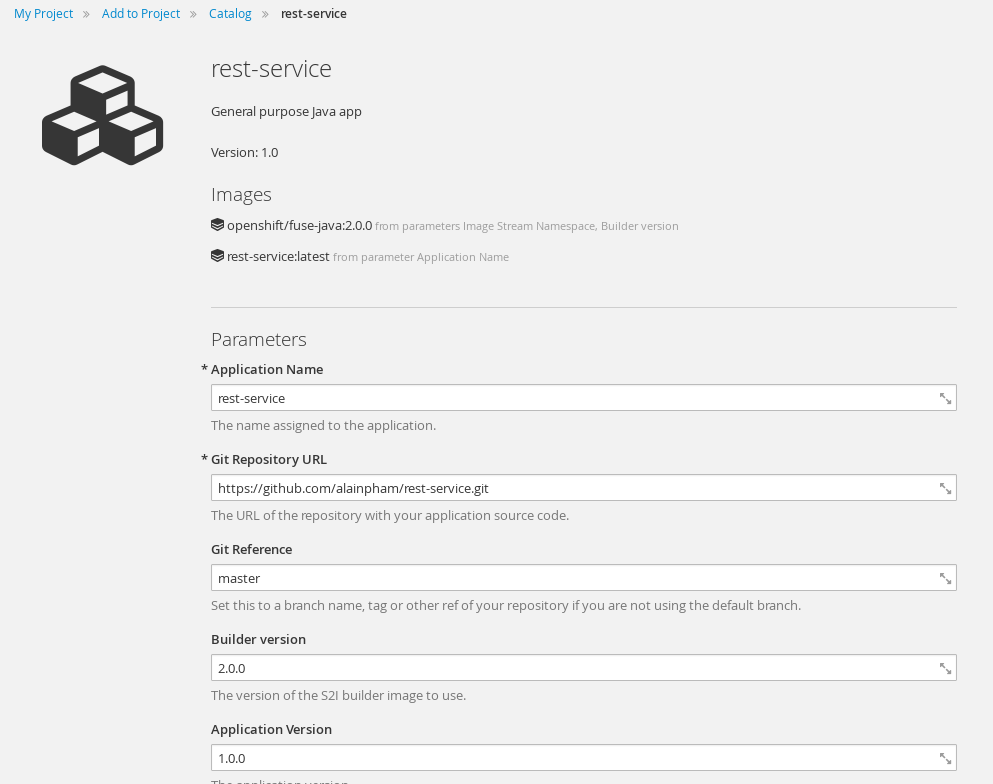 My Project » Add to Project » Catalog » rest-service
rest-service
General purpose Java app
Version: 1.0
Images
openshift/fuse-java:2.0.0 from parameters Image Stream Namespace, Builder version
rest-service:latest from parameter Application Name
Parameters
* Application Name
rest-service
The name assigned to the application.
* Git Repository URL
https://github.com/alainpham/rest-service.git
The URL of the repository with your application source code.
Git Reference
master
Set this to a branch name, tag or other ref of your repository if you are not using the default branch.
Builder version
2.0.0
The version of the S2I builder image to use.
Application Version
1.0.0
The application version.